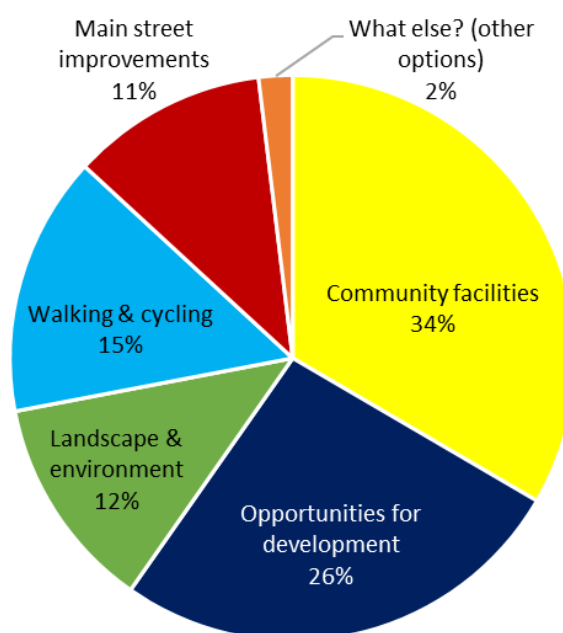 Main street
improvements
11%
What else? (other
options)
2%
Community facilities
34%
Walking & cycling
15%
Landscape &
environment
12%
Opportunities for
development
26%